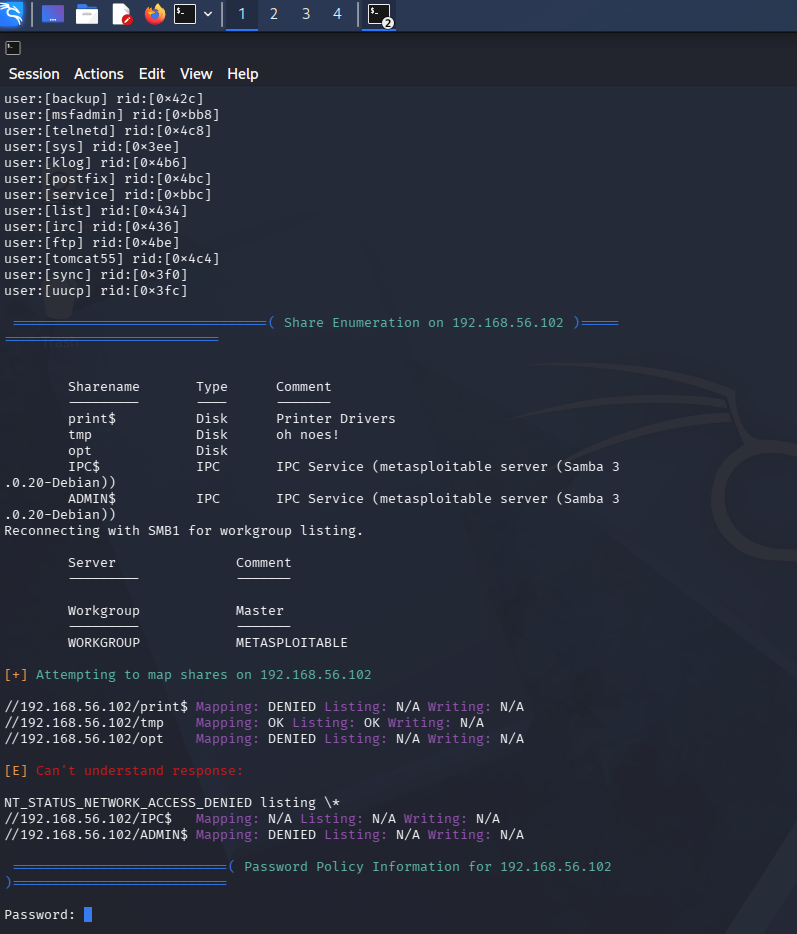 1 2 3 4 2
Session Actions Edit View Help
user:[backup] rid:[0×42c]
user:[msfadmin] rid:[0×bb8]
user:[telnetd] rid:[0×4c8]
user:[sys] rid:[0×3ee]
user:[klog] rid:[0×4b6]
user:[postfix] rid:[0×4bc]
user:[service] rid:[0×bbc]
user:[list] rid:[0×434]
user:[irc] rid:[0×436]
user:[ftp] rid:[0×4be]
user:[tomcat55] rid:[0×4c4]
user:[sync] rid:[0×3f0]
user:[uucp] rid:[0×3fc]
================================( Share Enumeration on 192.168.56.102 )=====
===========================
Trash
Sharename Type Comment
--------- ---- -------
print$ Disk Printer Drivers
tmp Disk oh noes!
opt Disk
IPC$ IPC IPC Service (metasploitable server (Samba 3
.0.20-Debian))
ADMIN$ IPC IPC Service (metasploitable server (Samba 3
.0.20-Debian))
Reconnecting with SMB1 for workgroup listing.
Server Comment
--------- -------
Workgroup Master
--------- -------
WORKGROUP METASPLOITABLE
[+] Attempting to map shares on 192.168.56.102
//192.168.56.102/print$ Mapping: DENIED Listing: N/A Writing: N/A
//192.168.56.102/tmp Mapping: OK Listing: OK Writing: N/A
//192.168.56.102/opt Mapping: DENIED Listing: N/A Writing: N/A
[E] Can't understand response:
NT_STATUS_NETWORK_ACCESS_DENIED listing \*
//192.168.56.102/IPC$ Mapping: N/A Listing: N/A Writing: N/A
//192.168.56.102/ADMIN$ Mapping: DENIED Listing: N/A Writing: N/A
===========================( Password Policy Information for 192.168.56.102
)===========================
Password: